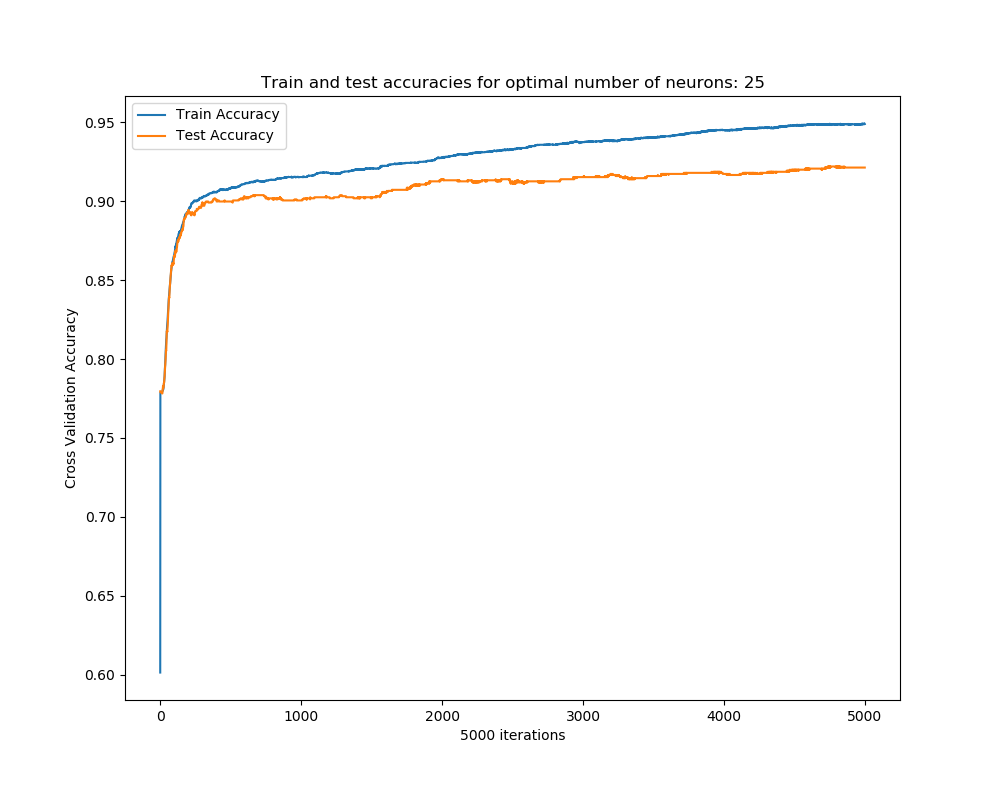 Train and test accuracies for optimal number of neurons: 25
Train Accuracy
Test Accuracy
Cross Validation Accuracy
0.95
0.90
0.85
0.80
0.75
0.70
0.65
0.60
0 1000 2000 3000 4000 5000
5000 iterations